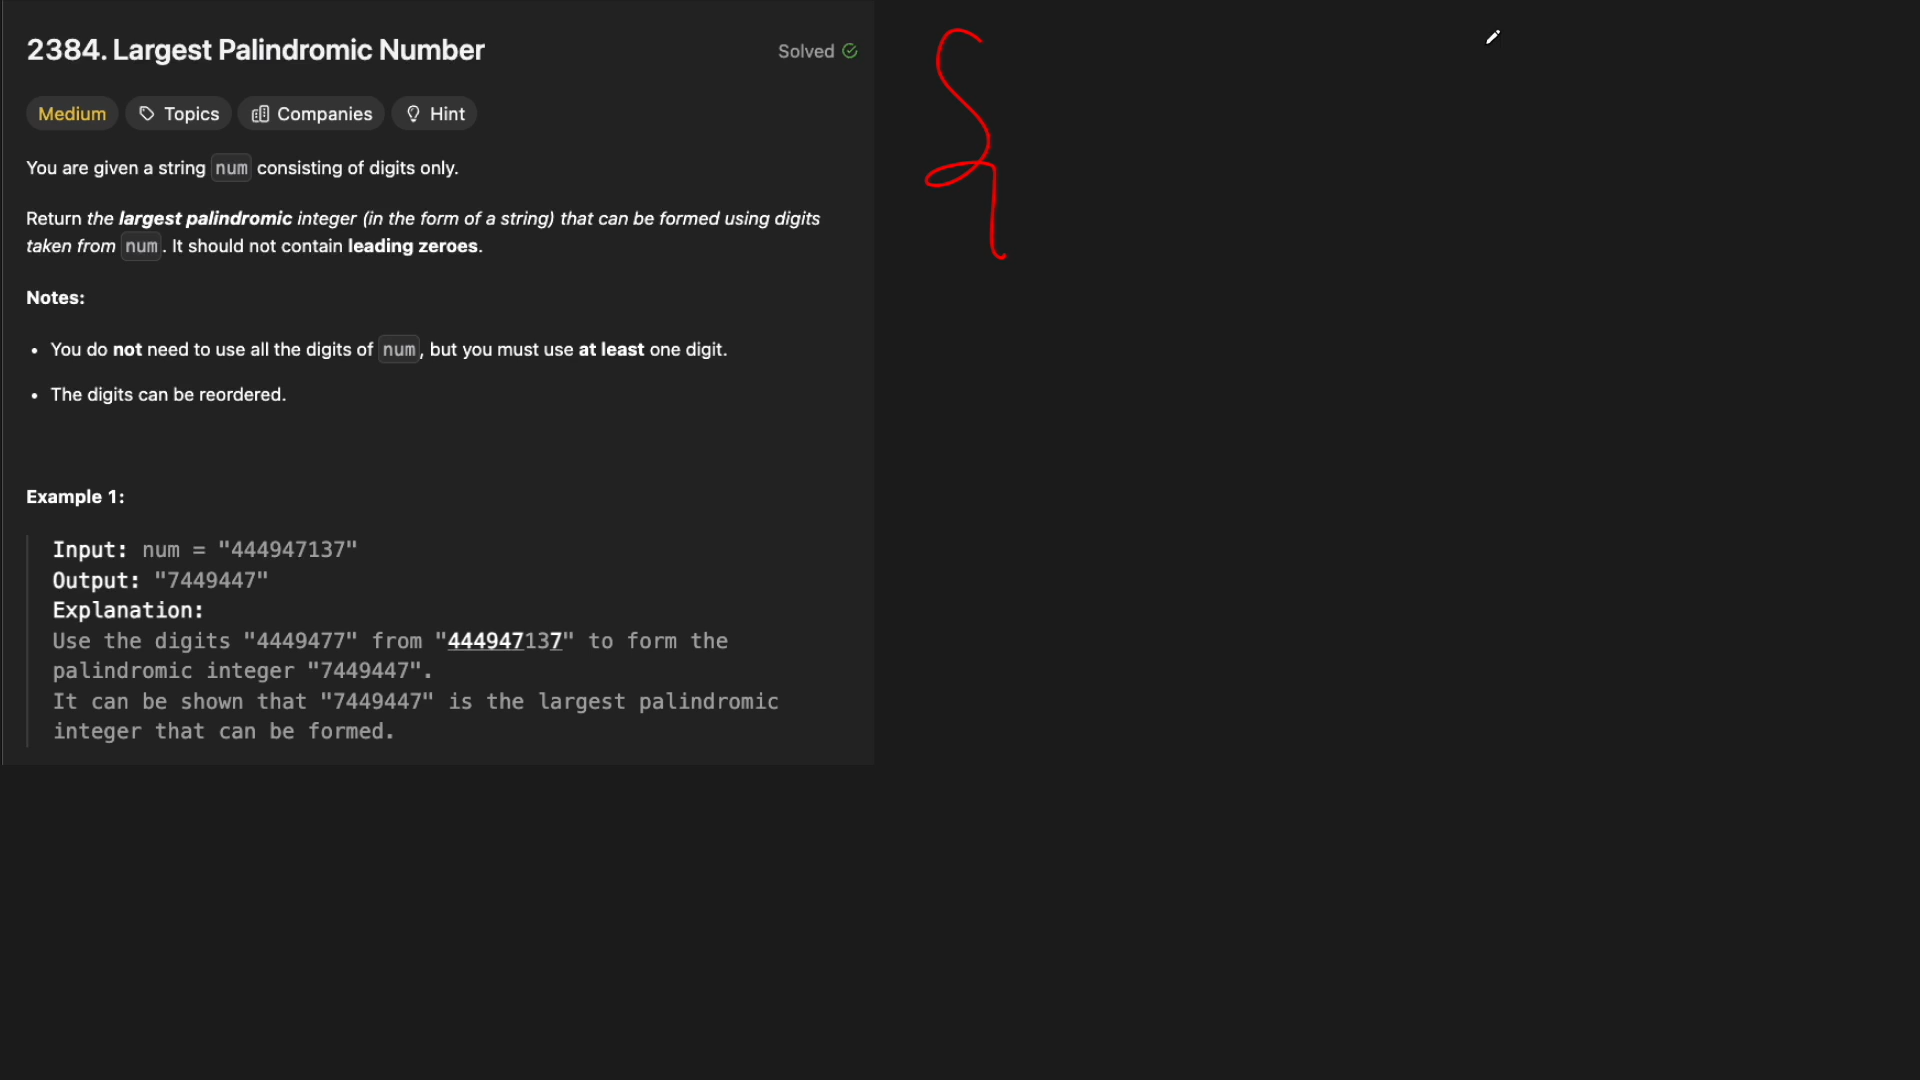 2384. Largest Palindromic Number
Solved
Medium Topics Companies Hint
You are given a string num consisting of digits only.
Return the largest palindromic integer (in the form of a string) that can be formed using digits
taken from num. It should not contain leading zeroes.
Notes:
• You do not need to use all the digits of num, but you must use at least one digit.
• The digits can be reordered.
Example 1:
Input: num = "444947137"
Output: "7449447"
Explanation:
Use the digits "4449477" from "444947137" to form the
palindromic integer "7449447".
It can be shown that "7449447" is the largest palindromic
integer that can be formed.